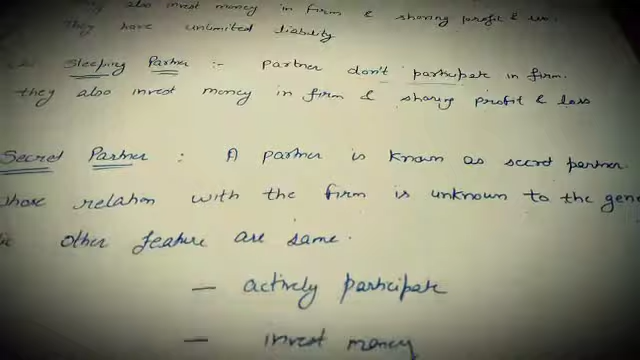 also invest money in firm & sharing profit &
They have unlimited liability
Sleeping Partner :- Partner don't participate in firm.
they also invest money in firm & sharing profit & loss
Secret Partner : A partner is known as secret partner.
whose relation with the firm is unknown to the gene
other feature are same.
— actively participate
— invest money